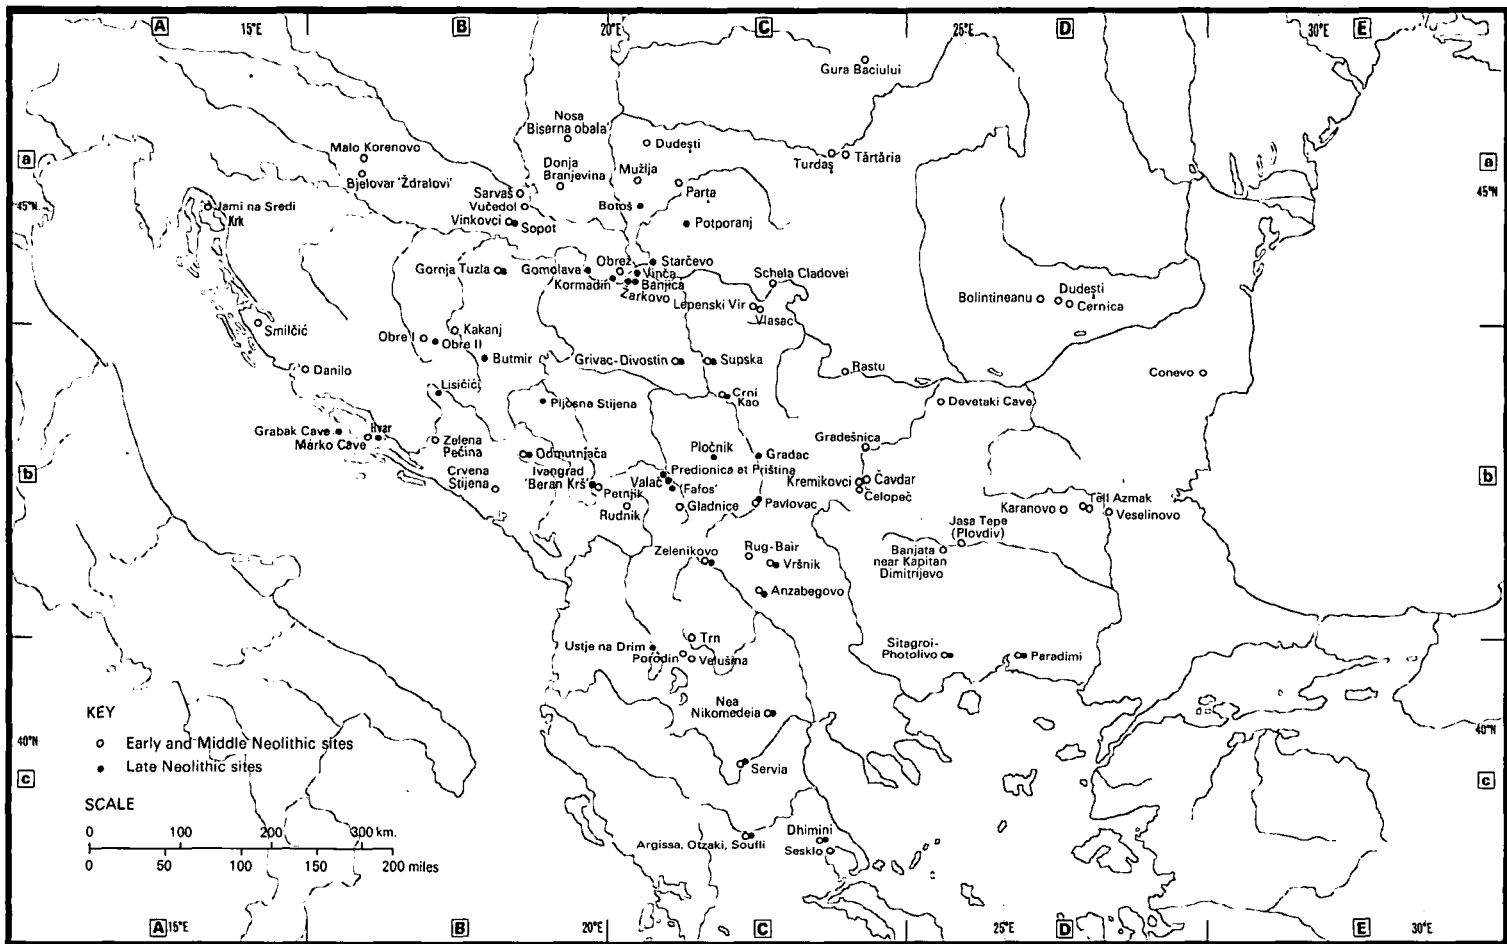 A
15°E
B
20°E
C
25°E
D
30°E
E
Gura Baciului
Nosa
'Biserna obala'
Malo Korenovo
Dudeşti
a
Turdaş
Tărtăria
a
Donja
Branjevina
Mužlja
Bjelovar 'Ždralovi'
Sarvaš
Parta
45°N
45°N
Jami na Sredi
Vučedol
Botoš
Krk
Vinkovci
Sopot
Potporanj
Gornja Tuzla
Gomolava
Obrež
Starčevo
Vinča
Schela Cladovei
Kormadin
Banjica
Žarkovo
Dudeşti
Bolintineanu
Cernica
Lepenski Vir
Vlasac
Smilčić
Kakanj
Obre I
Obre II
Butmir
Grivac-Divostin
Supska
Danilo
Rastu
Conevo
Lisičići
Crni
Kao
Pljosna Stijena
Devetaki Cave
Grabak Cave
Hvar
Marko Cave
Zelena
Pećina
Gradešnica
Odmutnjača
Pločnik
Gradac
b
b
Crvena
Stijena
Ivangrad
'Beran Krš'
Predionica at Priština
Valač
'Fafos'
Kremikovci
Čavdar
Čelopeč
Petnjik
Rudnik
Gladnice
Pavlovac
Tell Azmak
Karanovo
Veselinovo
Jasa Tepe
(Plovdiv)
Zelenikovo
Rug-Bair
Vršnik
Banjata
near Kapitan
Dimitrijevo
Anzabegovo
Trn
Ustje na Drim
Porodin
Velušina
Sitagroi-
Photolivo
Paradimi
Nea
Nikomedeia
KEY
Early and Middle Neolithic sites
40°N
40°N
Late Neolithic sites
Servia
c
c
SCALE
0 100 200 300 km.
0 50 100 150 200 miles
Argissa, Otzaki, Soufli
Dhimini
Sesklo
A
15°E
B
20°E
C
25°E
D
E
30°E